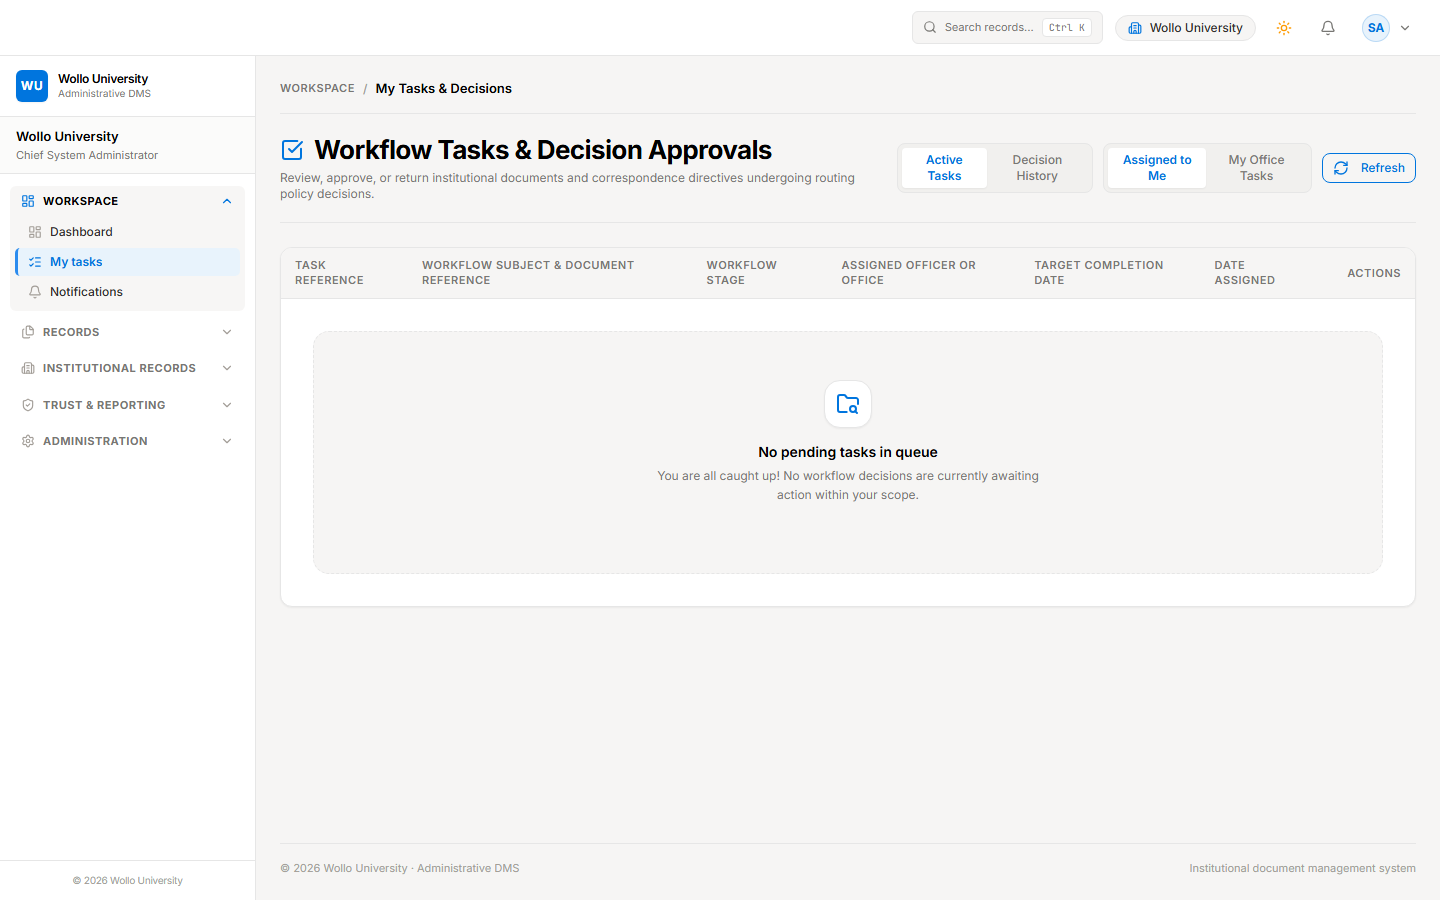 Search records...
Ctrl K
Wollo University
SA
WU
Wollo University
Administrative DMS
Wollo University
Chief System Administrator
WORKSPACE
Dashboard
My tasks
Notifications
RECORDS
INSTITUTIONAL RECORDS
TRUST & REPORTING
ADMINISTRATION
© 2026 Wollo University
WORKSPACE / My Tasks & Decisions
Workflow Tasks & Decision Approvals
Review, approve, or return institutional documents and correspondence directives undergoing routing
policy decisions.
Active
Tasks
Decision
History
Assigned to
Me
My Office
Tasks
Refresh
TASK
REFERENCE
WORKFLOW SUBJECT & DOCUMENT
REFERENCE
WORKFLOW
STAGE
ASSIGNED OFFICER OR
OFFICE
TARGET COMPLETION
DATE
DATE
ASSIGNED
ACTIONS
No pending tasks in queue
You are all caught up! No workflow decisions are currently awaiting
action within your scope.
© 2026 Wollo University · Administrative DMS
Institutional document management system